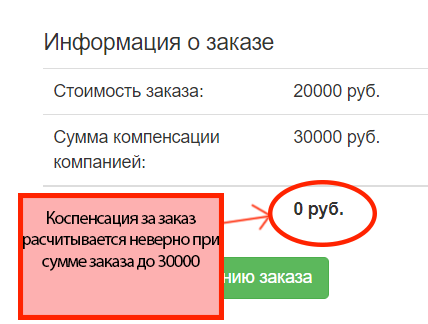 Информация о заказе
Стоимость заказа: 20000 руб.
Сумма компенсации 30000 руб.
компанией:
0 руб.
Коспенсация за заказ
расчитывается неверно при
сумме заказа до 30000
заказа